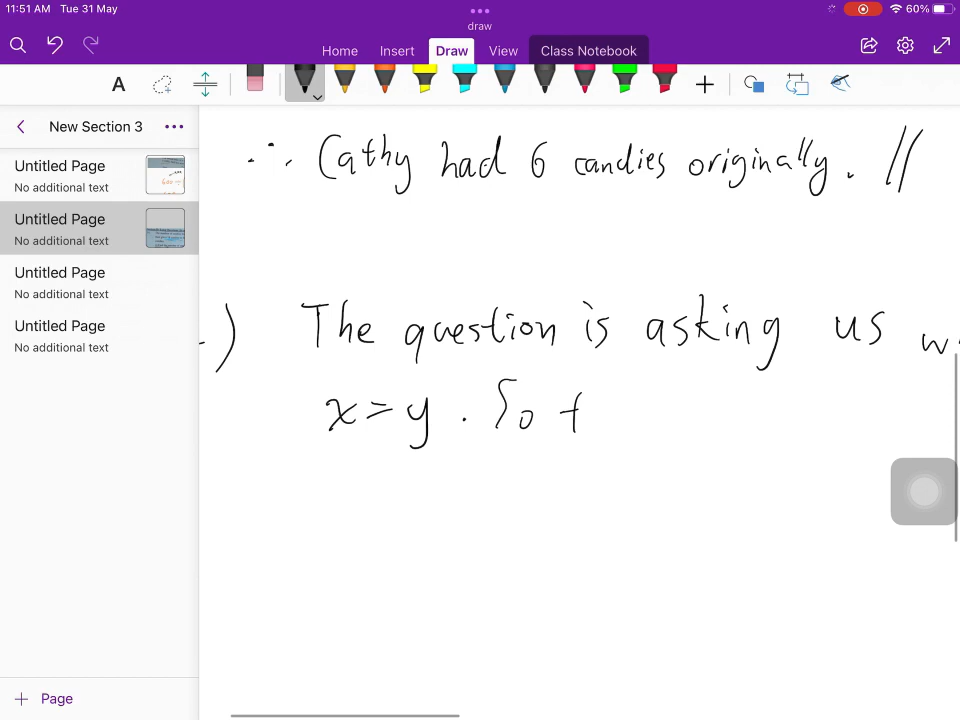 11:51 AM Tue 31 May
60%
draw
Home Insert Draw View Class Notebook
A
New Section 3
Untitled Page
No additional text
Untitled Page
No additional text
Untitled Page
No additional text
Untitled Page
No additional text
+ Page
∴ Cathy had 6 candies originally. //
) The question is asking us
x = y . So t